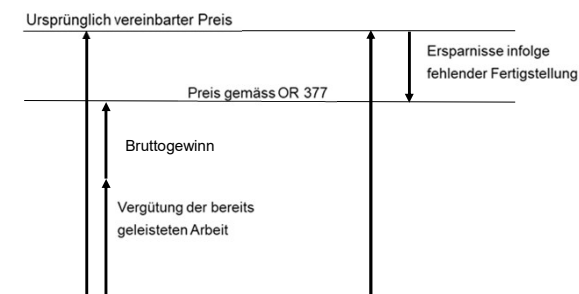 Ursprünglich vereinbarter Preis
Ersparnisse infolge
fehlender Fertigstellung
Preis gemäss OR 377
Bruttogewinn
Vergütung der bereits
geleisteten Arbeit